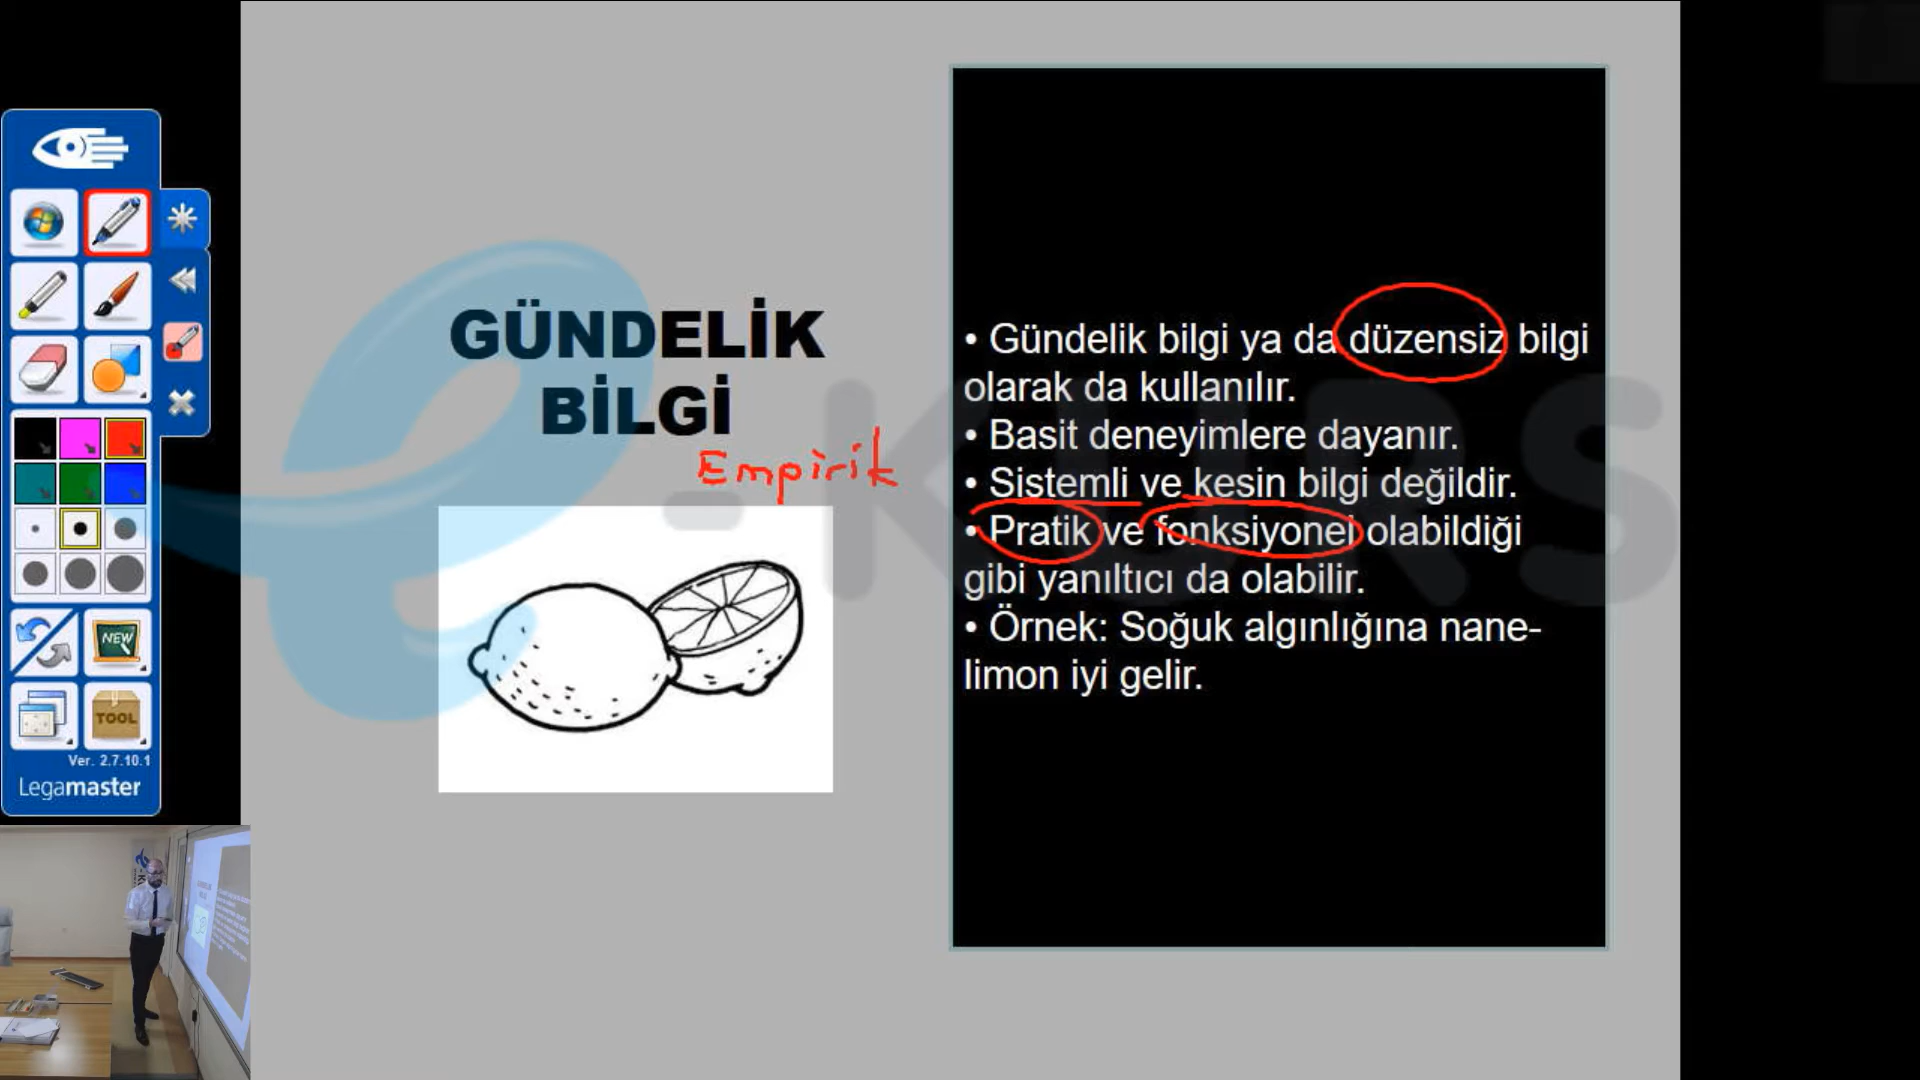 GÜNDELİK
BİLGİ
Empirik
• Gündelik bilgi ya da düzensiz bilgi
olarak da kullanılır.
• Basit deneyimlere dayanır.
• Sistemli ve kesin bilgi değildir.
• Pratik ve fonksiyonel olabildiği
gibi yanıltıcı da olabilir.
• Örnek: Soğuk algınlığına nane-
limon iyi gelir.
e-KURS
NEW
TOOL
Ver. 2.7.10.1
Legamaster